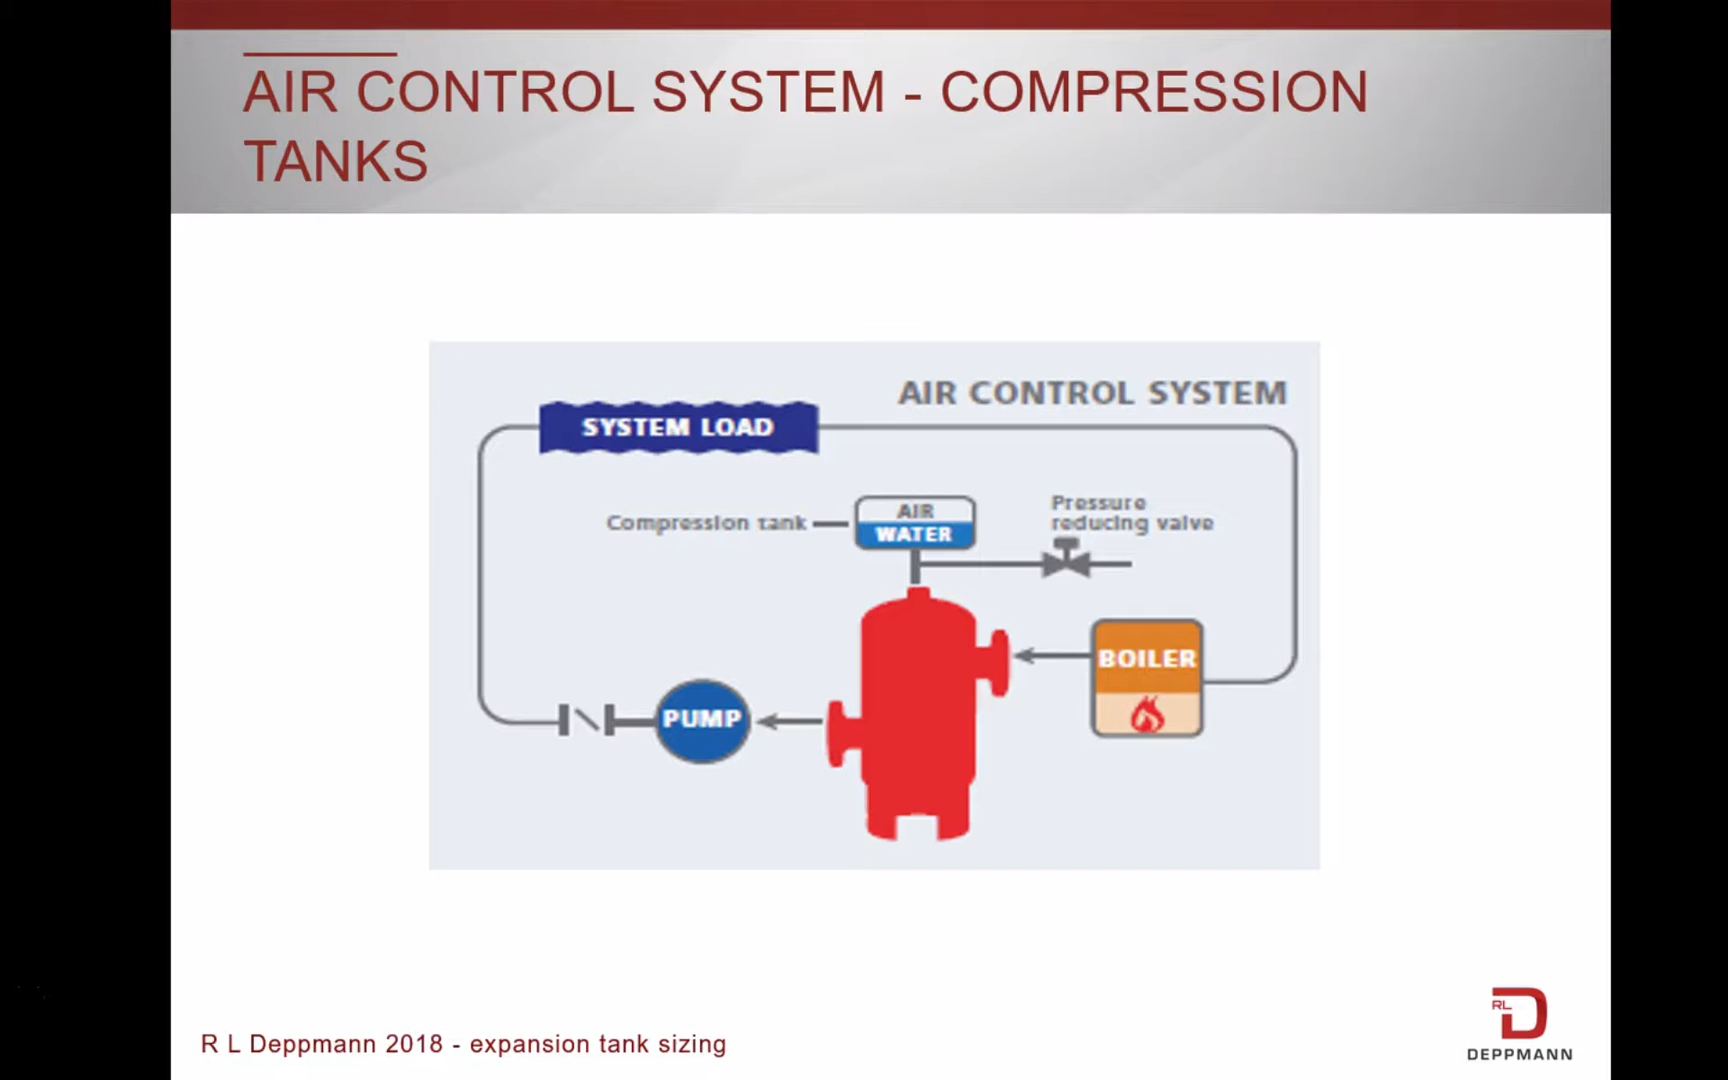 AIR CONTROL SYSTEM - COMPRESSION
TANKS
AIR CONTROL SYSTEM
SYSTEM LOAD
Compression tank
AIR
WATER
Pressure
reducing valve
BOILER
PUMP
R L Deppmann 2018 - expansion tank sizing
RL
DEPPMANN